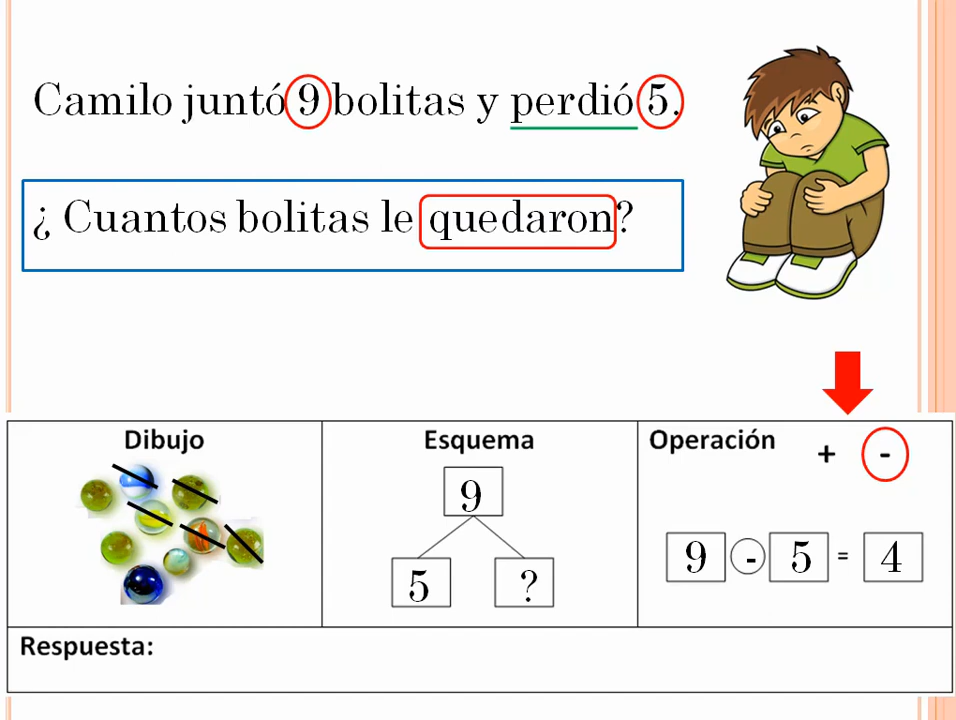 Camilo juntó 9 bolitas y perdió 5.
¿ Cuantos bolitas le quedaron?
Dibujo
Esquema
9
5 ?
Operación + -
9 - 5 = 4
Respuesta: